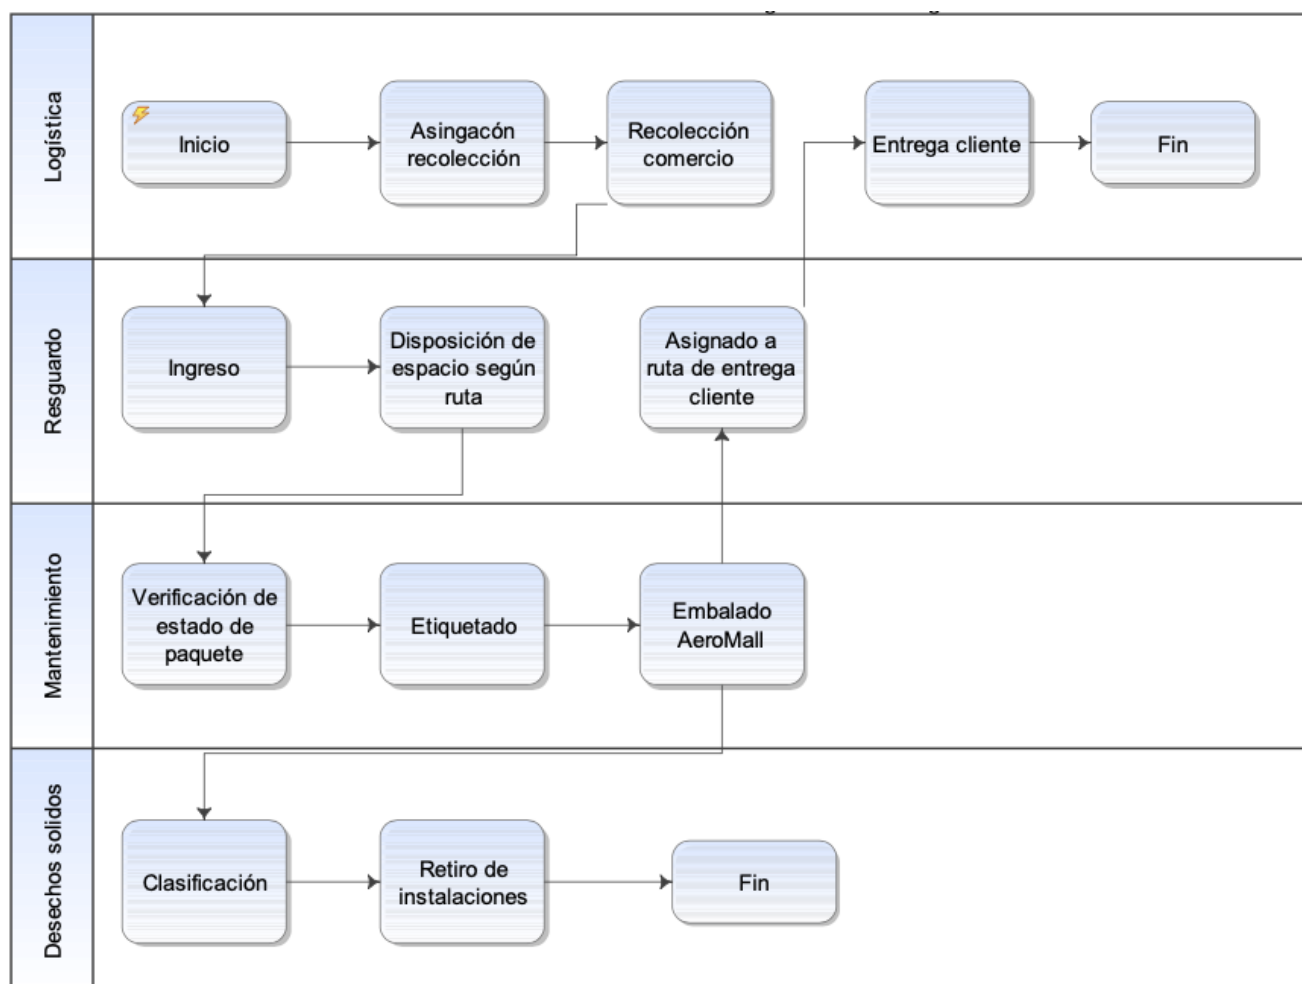 Logística
Inicio
Asingacón
recolección
Recolección
comercio
Entrega cliente
Fin
Resguardo
Ingreso
Disposición de
espacio según
ruta
Asignado a
ruta de entrega
cliente
Mantenimiento
Verificación de
estado de
paquete
Etiquetado
Embalado
AeroMall
Desechos solidos
Clasificación
Retiro de
instalaciones
Fin